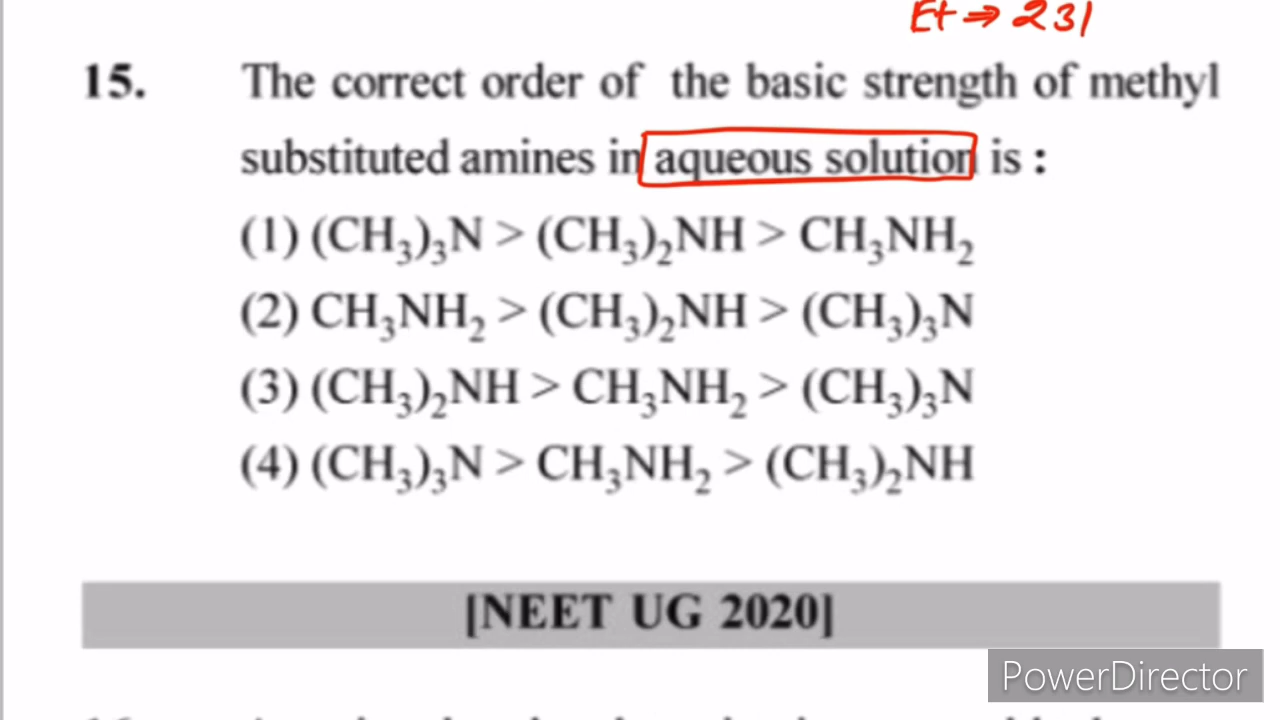 Et ⇒ 231
15. The correct order of the basic strength of methyl
substituted amines in aqueous solution is :
(1) (CH₃)₃N > (CH₃)₂NH > CH₃NH₂
(2) CH₃NH₂ > (CH₃)₂NH > (CH₃)₃N
(3) (CH₃)₂NH > CH₃NH₂ > (CH₃)₃N
(4) (CH₃)₃N > CH₃NH₂ > (CH₃)₂NH
[NEET UG 2020]
PowerDirector